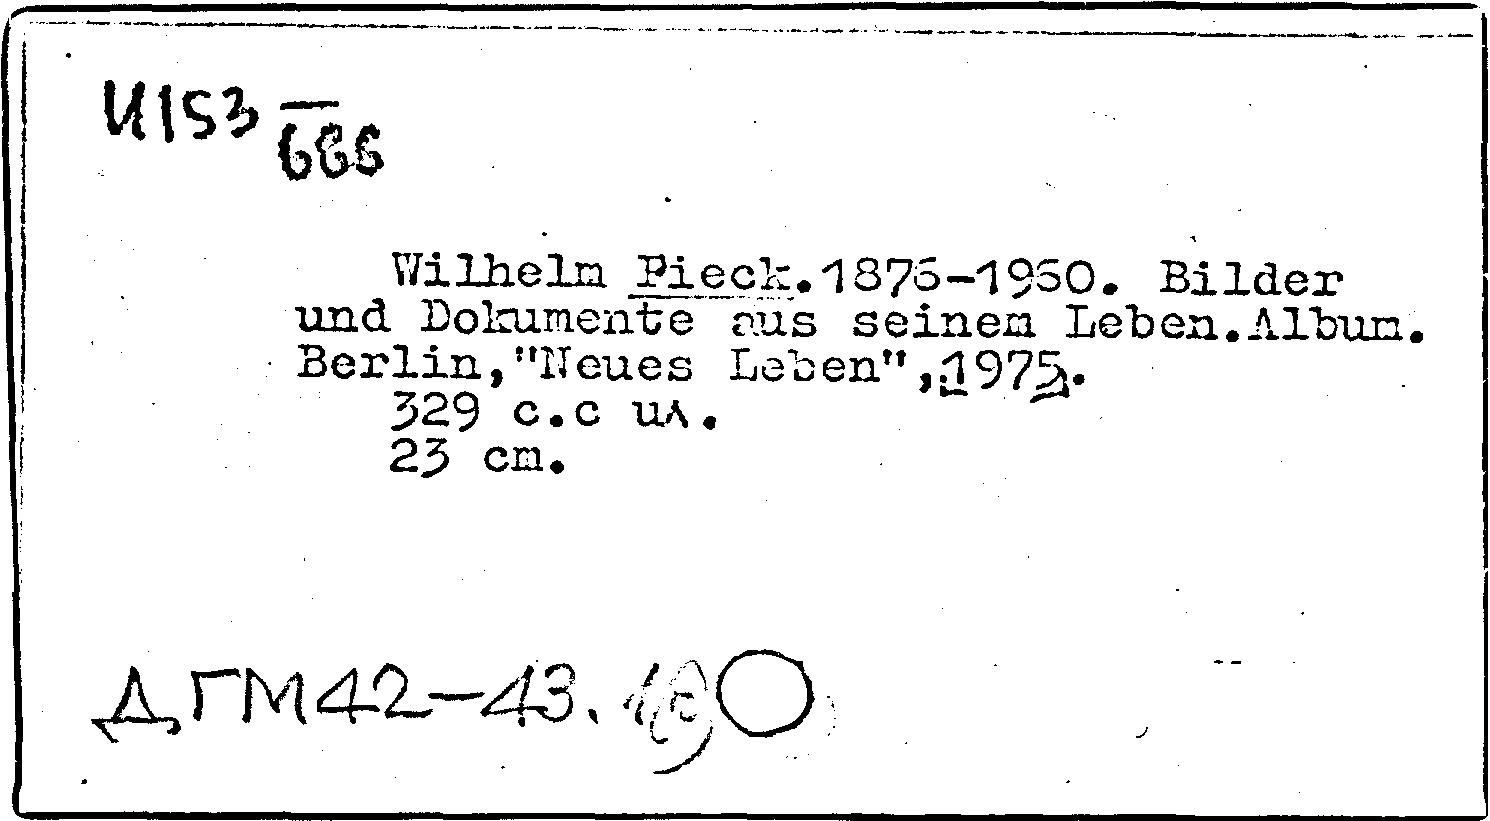 И153 —
686
Wilhelm Pieck.1876-1960. Bilder
und Dokumente aus seinem Leben.Album.
Berlin,"Neues Leben",1975.
329 c.c ил.
23 cm.
ДГМ42-43.